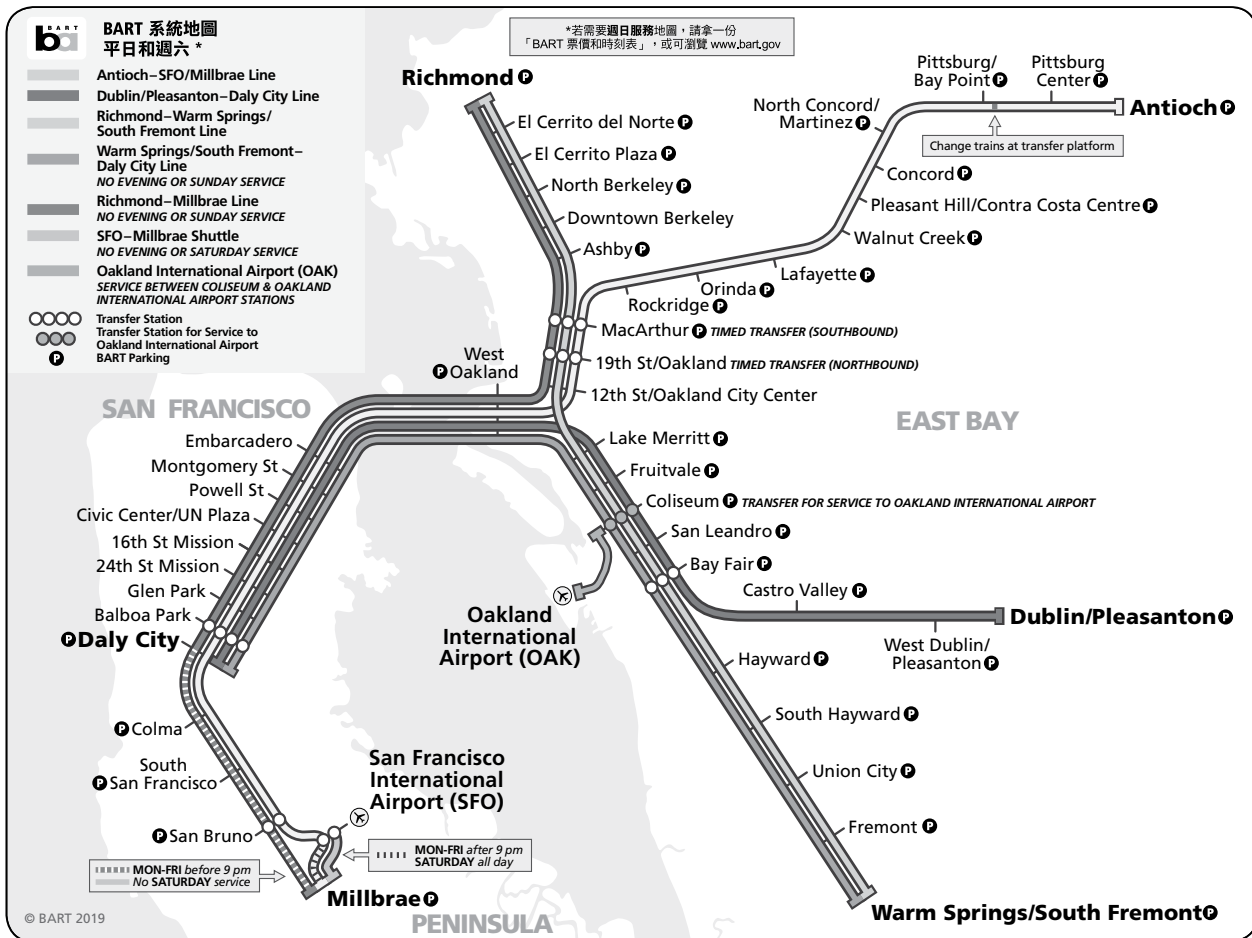 BART
ba
BART 系統地圖
平日和週六 *
Antioch–SFO/Millbrae Line
Dublin/Pleasanton–Daly City Line
Richmond–Warm Springs/
South Fremont Line
Warm Springs/South Fremont–
Daly City Line
NO EVENING OR SUNDAY SERVICE
Richmond–Millbrae Line
NO EVENING OR SUNDAY SERVICE
SFO–Millbrae Shuttle
NO EVENING OR SATURDAY SERVICE
Oakland International Airport (OAK)
SERVICE BETWEEN COLISEUM & OAKLAND
INTERNATIONAL AIRPORT STATIONS
Transfer Station
Transfer Station for Service to
Oakland International Airport
P BART Parking
*若需要週日服務地圖，請拿一份
「BART 票價和時刻表」，或可瀏覽 www.bart.gov
Richmond P
El Cerrito del Norte P
El Cerrito Plaza P
North Berkeley P
Downtown Berkeley
Ashby P
Pittsburg/
Bay Point P
Pittsburg
Center P
Antioch P
Change trains at transfer platform
North Concord/
Martinez P
Concord P
Pleasant Hill/Contra Costa Centre P
Walnut Creek P
Lafayette P
Orinda P
Rockridge P
MacArthur P TIMED TRANSFER (SOUTHBOUND)
19th St/Oakland TIMED TRANSFER (NORTHBOUND)
12th St/Oakland City Center
West
P Oakland
SAN FRANCISCO
EAST BAY
Embarcadero
Montgomery St
Powell St
Civic Center/UN Plaza
16th St Mission
24th St Mission
Glen Park
Balboa Park
P Daly City
Lake Merritt P
Fruitvale P
Coliseum P TRANSFER FOR SERVICE TO OAKLAND INTERNATIONAL AIRPORT
San Leandro P
Bay Fair P
Castro Valley P
Dublin/Pleasanton P
West Dublin/
Pleasanton P
Oakland
International
Airport (OAK)
Hayward P
South Hayward P
Union City P
Fremont P
Warm Springs/South Fremont P
P Colma
South
P San Francisco
P San Bruno
San Francisco
International
Airport (SFO)
MON-FRI before 9 pm
No SATURDAY service
MON-FRI after 9 pm
SATURDAY all day
Millbrae P
PENINSULA
© BART 2019